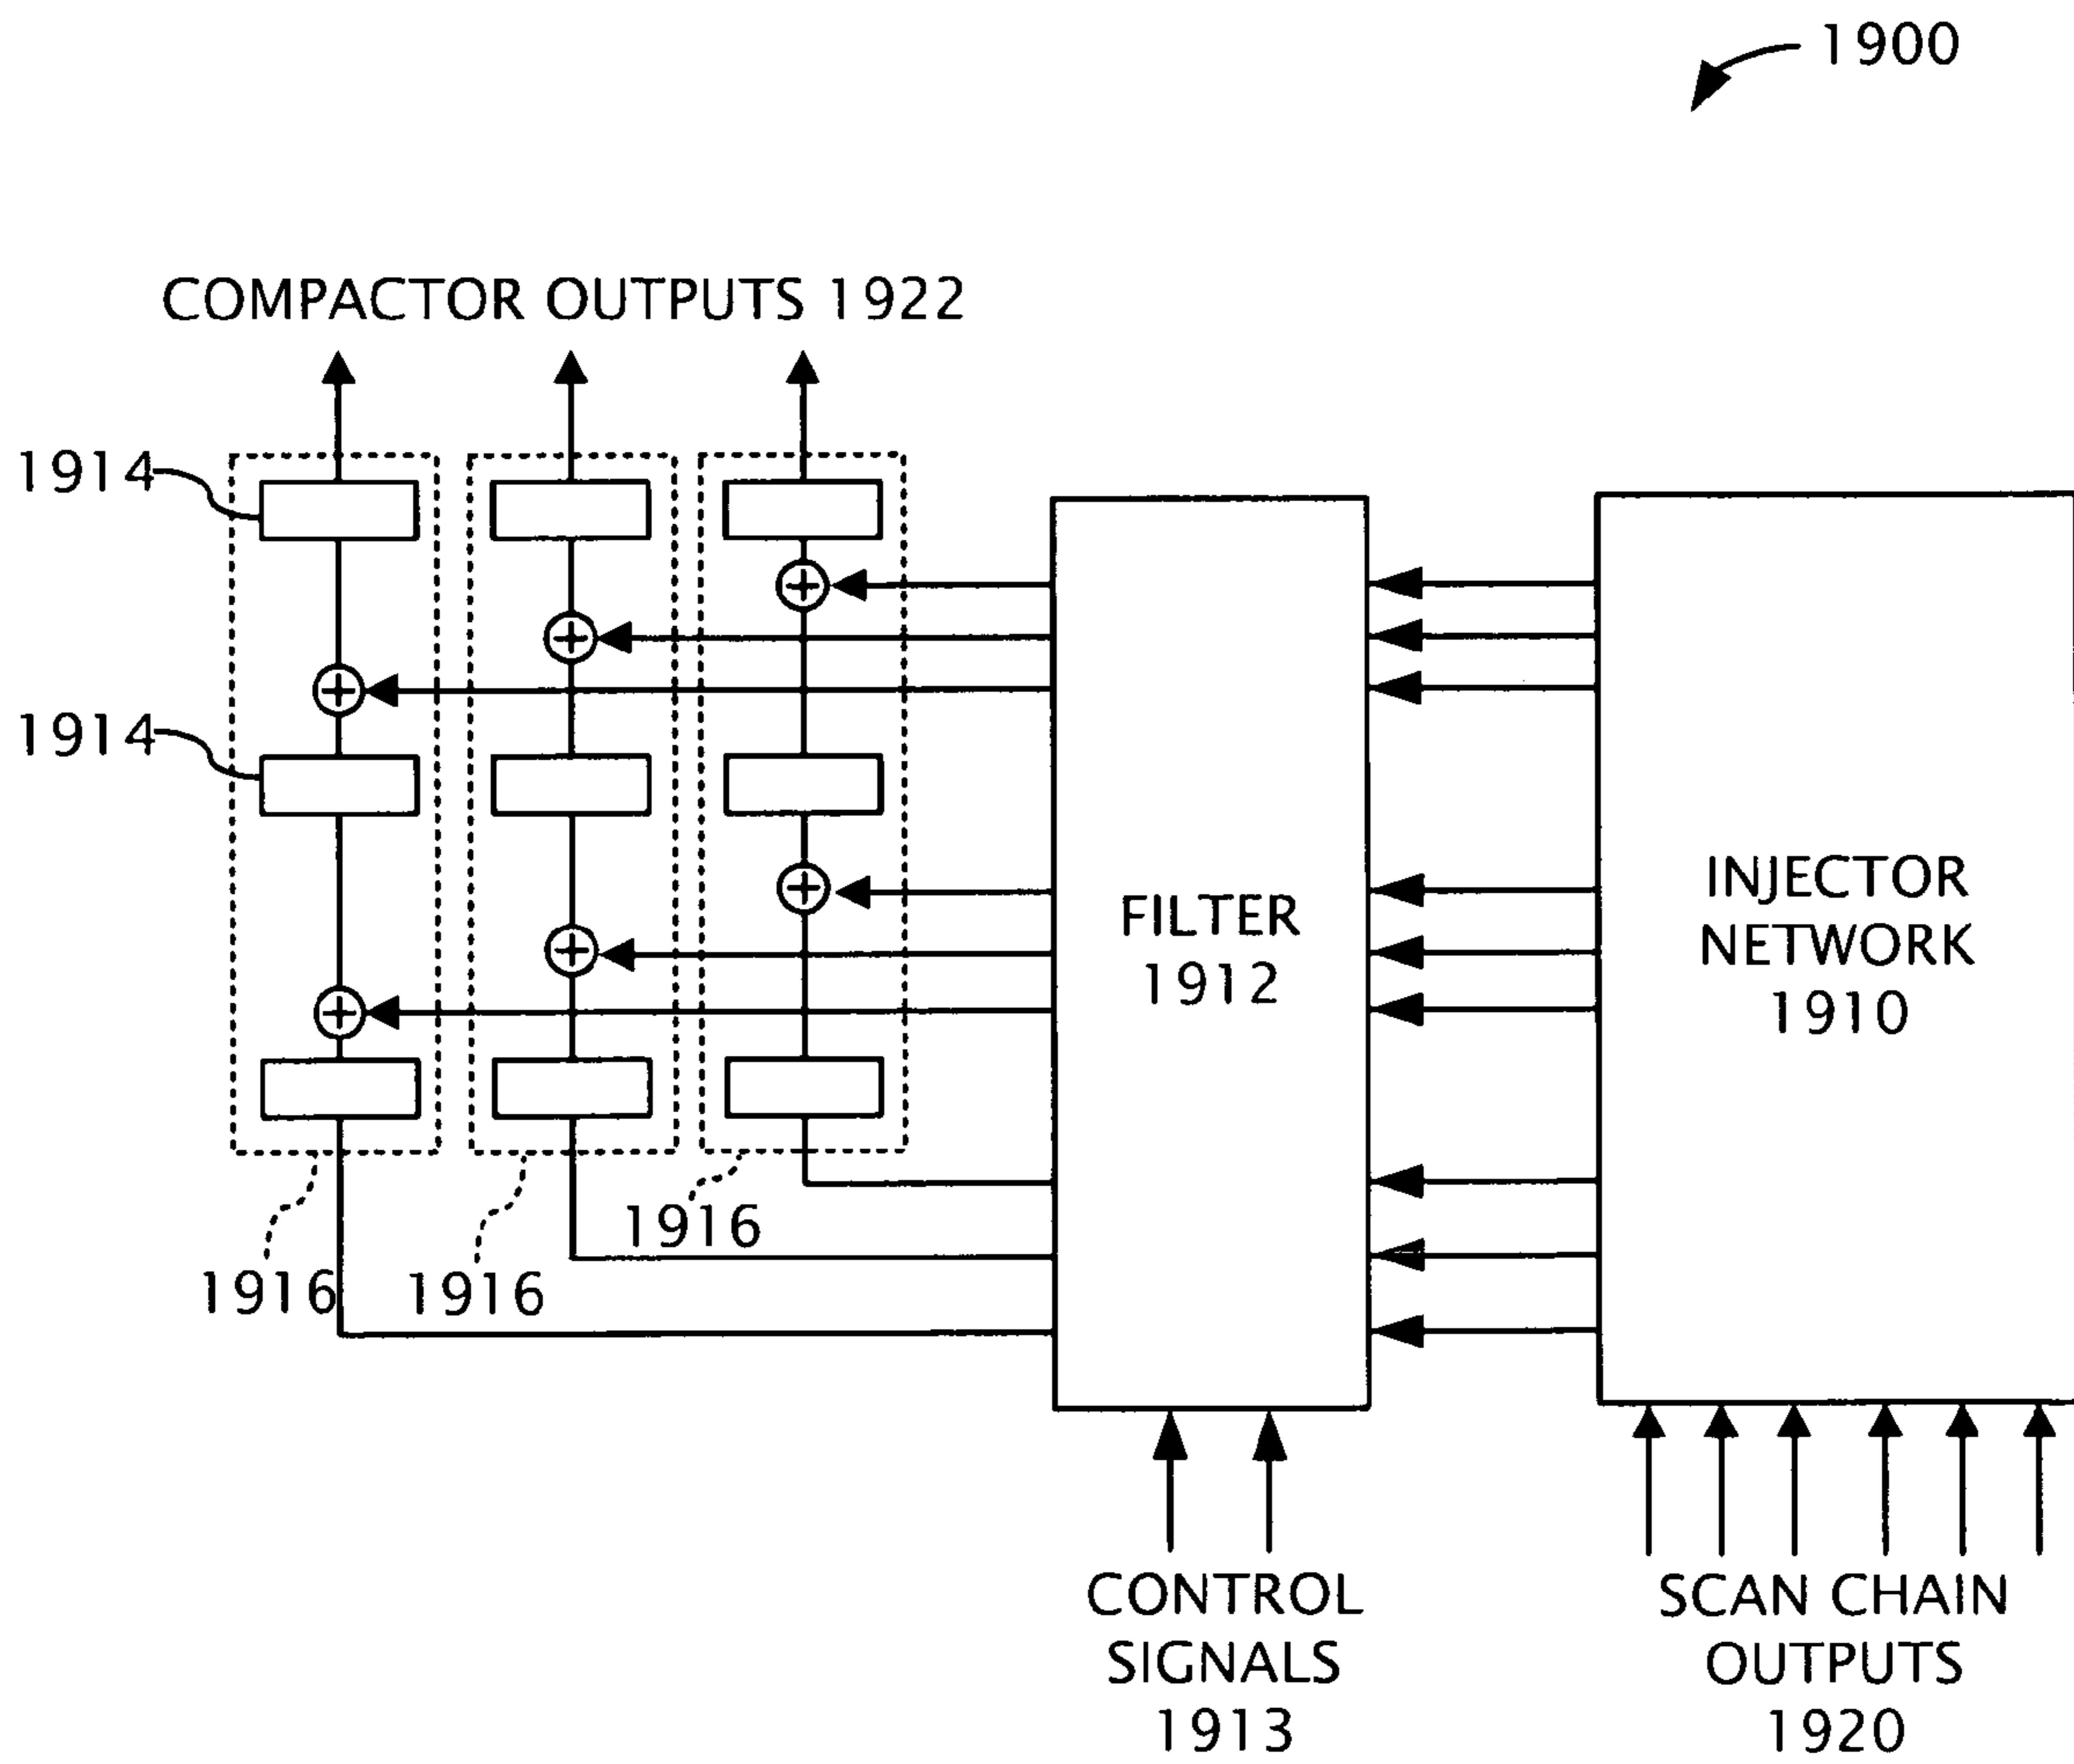 1900
COMPACTOR OUTPUTS 1922
1914
1914
FILTER
1912
INJECTOR
NETWORK
1910
1916
1916
1916
CONTROL
SIGNALS
1913
SCAN CHAIN
OUTPUTS
1920